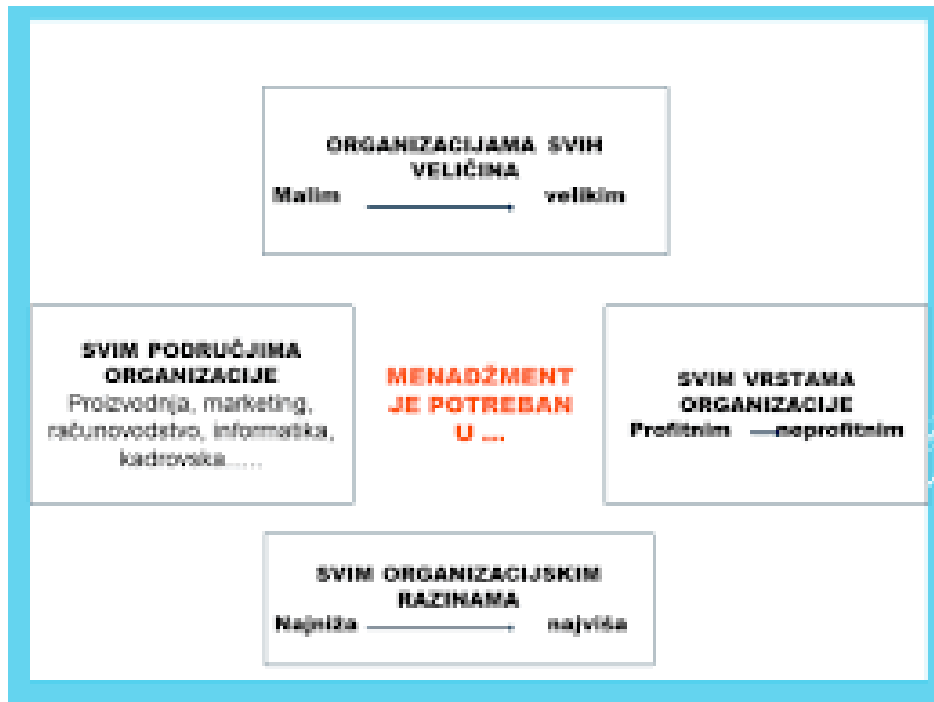 ORGANIZACIJAMA SVIH
VELIČINA
Malim velikim
SVIM PODRUČJIMA
ORGANIZACIJE
Proizvodnja, marketing,
računovodstvo, informatika,
kadrovska.....
MENADŽMENT
JE POTREBAN
U ...
SVIM VRSTAMA
ORGANIZACIJE
Profitnim neprofitnim
SVIM ORGANIZACIJSKIM
RAZINAMA
Najniža najviša